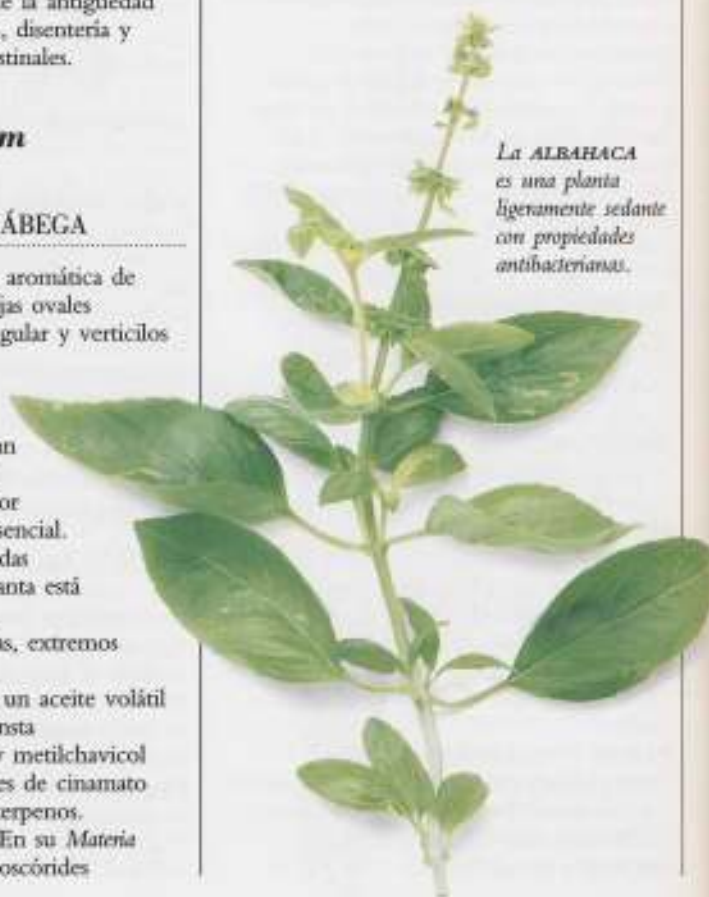 e la antigüedad
, disentería y
stinales.
m
ÁBEGA
aromática de
jas ovales
gular y verticilos
an
or
sencial.
das
anta está
as, extremos
un aceite volátil
nsta
y metilchavicol
es de cinamato
erpenos.
En su Materia
oscórides
La ALBAHACA
es una planta
ligeramente sedante
con propiedades
antibacterianas.